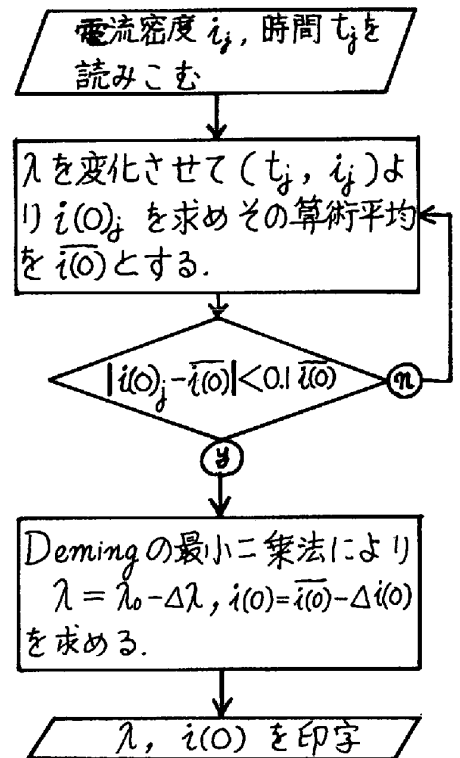 電流密度 i_j, 時間 t_jを
読みこむ
λを変化させて(t_j, i_j)よ
り i(0)_j を求めその算術平均
を \overline{i(0)} とする.
|i(0)_j−\overline{i(0)}|<0.1 \overline{i(0)}
n
y
Demingの最小二乗法により
λ=λ₀−Δλ, i(0)=\overline{i(0)}−Δi(0)
を求める.
λ, i(0) を印字